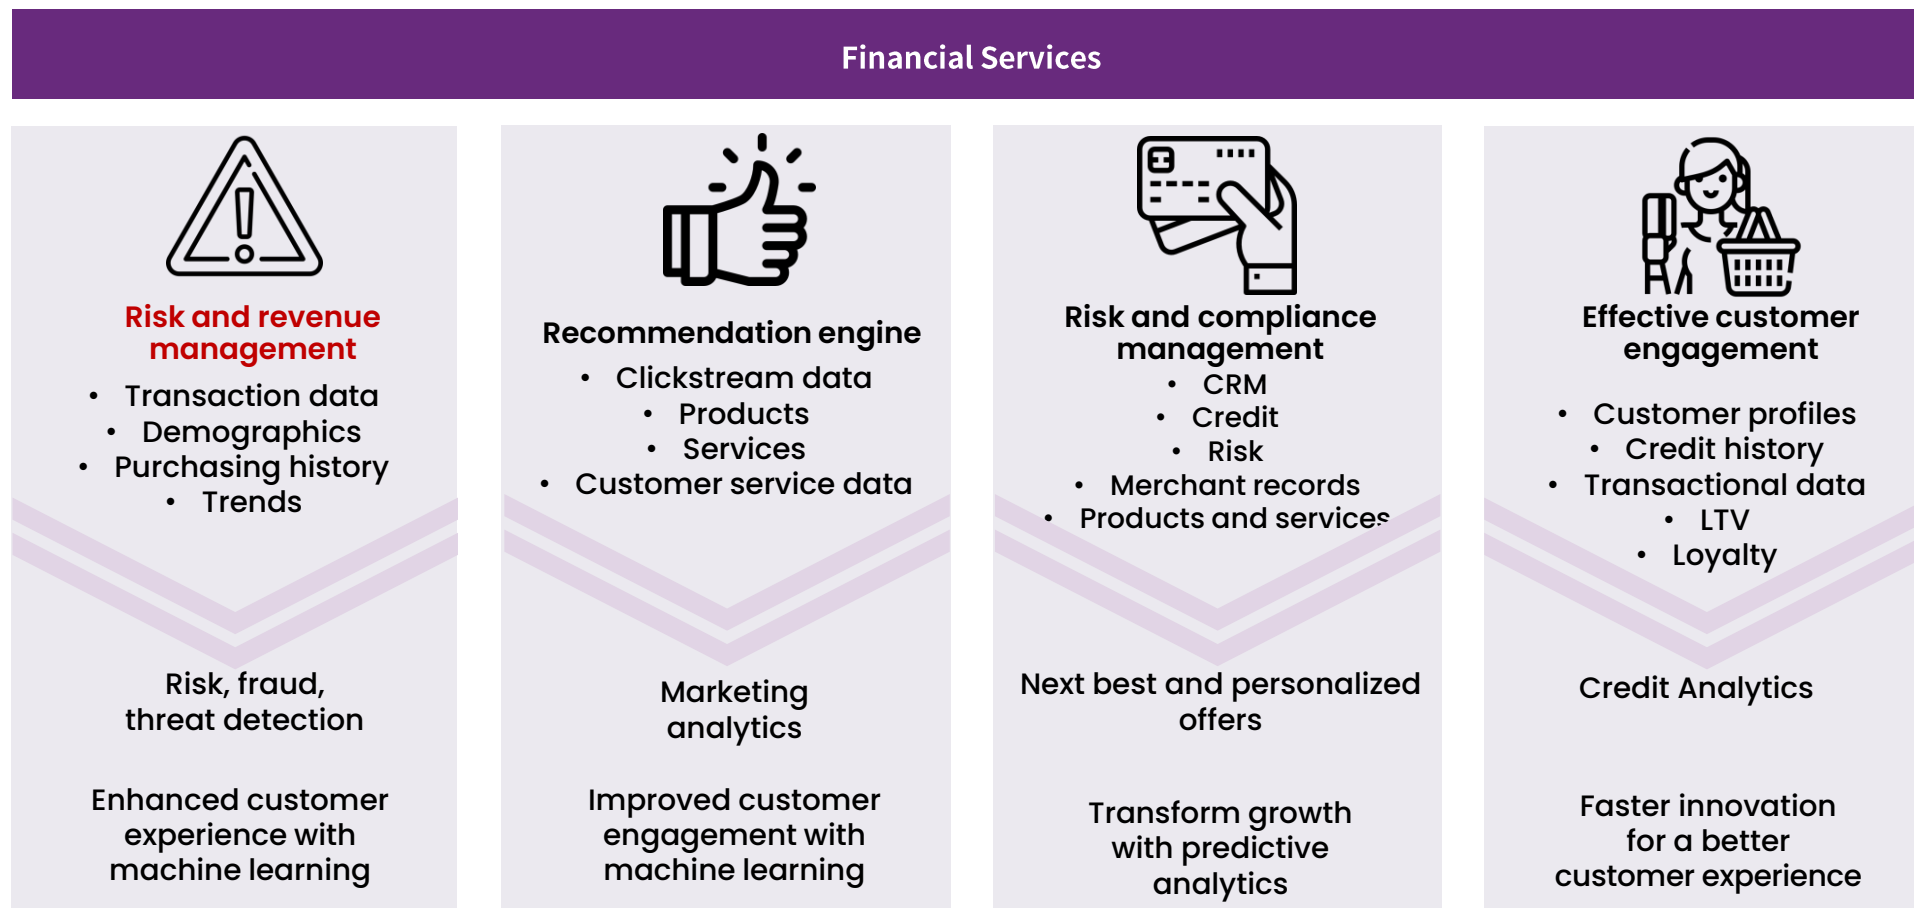 Financial Services
Risk and revenue
management
• Transaction data
• Demographics
• Purchasing history
• Trends
Risk, fraud,
threat detection
Enhanced customer
experience with
machine learning
Recommendation engine
• Clickstream data
• Products
• Services
• Customer service data
Marketing
analytics
Improved customer
engagement with
machine learning
Risk and compliance
management
• CRM
• Credit
• Risk
• Merchant records
• Products and services
Next best and personalized
offers
Transform growth
with predictive
analytics
Effective customer
engagement
• Customer profiles
• Credit history
• Transactional data
• LTV
• Loyalty
Credit Analytics
Faster innovation
for a better
customer experience